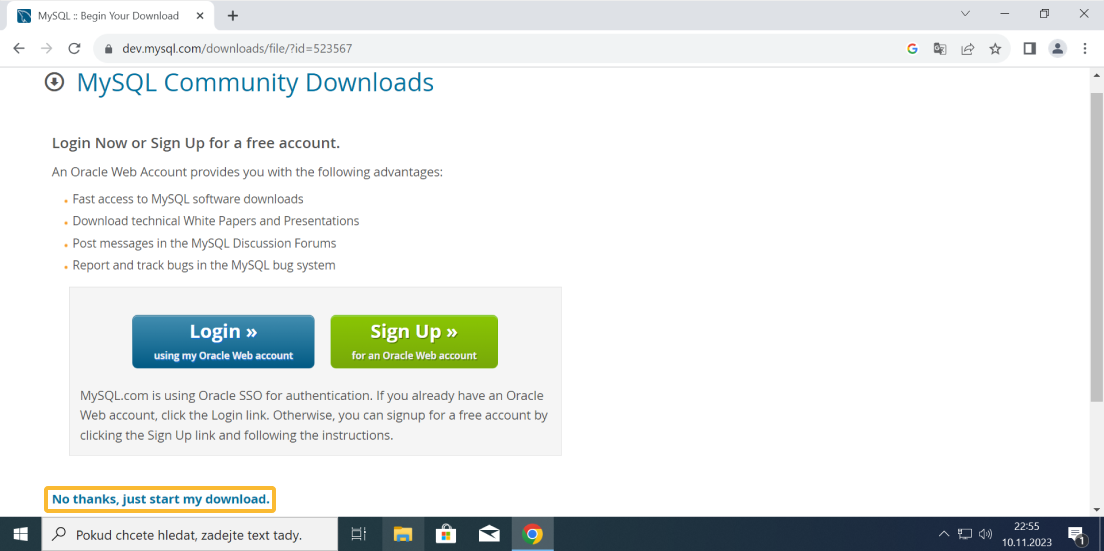 MySQL :: Begin Your Download
dev.mysql.com/downloads/file/?id=523567
MySQL Community Downloads
Login Now or Sign Up for a free account.
An Oracle Web Account provides you with the following advantages:
Fast access to MySQL software downloads
Download technical White Papers and Presentations
Post messages in the MySQL Discussion Forums
Report and track bugs in the MySQL bug system
Login »
using my Oracle Web account
Sign Up »
for an Oracle Web account
MySQL.com is using Oracle SSO for authentication. If you already have an Oracle
Web account, click the Login link. Otherwise, you can signup for a free account by
clicking the Sign Up link and following the instructions.
No thanks, just start my download.
Pokud chcete hledat, zadejte text tady.
22:55
10.11.2023
1